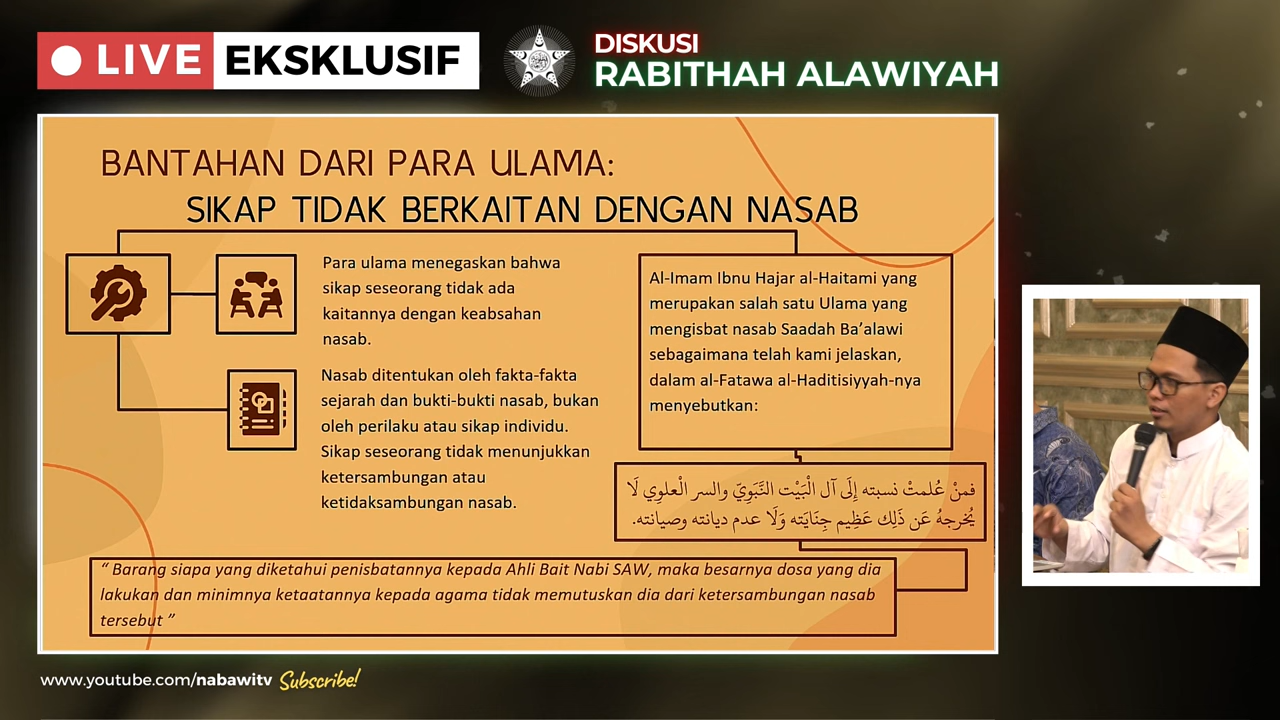 LIVE EKSKLUSIF
DISKUSI
RABITHAH ALAWIYAH
BANTAHAN DARI PARA ULAMA:
SIKAP TIDAK BERKAITAN DENGAN NASAB
Para ulama menegaskan bahwa
sikap seseorang tidak ada
kaitannya dengan keabsahan
nasab.
Nasab ditentukan oleh fakta-fakta
sejarah dan bukti-bukti nasab, bukan
oleh perilaku atau sikap individu.
Sikap seseorang tidak menunjukkan
ketersambungan atau
ketidaksambungan nasab.
Al-Imam Ibnu Hajar al-Haitami yang
merupakan salah satu Ulama yang
mengisbat nasab Saadah Ba’alawi
sebagaimana telah kami jelaskan,
dalam al-Fatawa al-Haditisiyyah-nya
menyebutkan:
فمنْ عُلمتْ نسبته إلَى آل الْبَيْت النَّبَوِيّ والسر الْعلوِي لَا
يُخرجهُ عَن ذَلِك عَظِيم جِنَايَته وَلَا عدم ديانته وصيانته.
“ Barang siapa yang diketahui penisbatannya kepada Ahli Bait Nabi SAW, maka besarnya dosa yang dia
lakukan dan minimnya ketaatannya kepada agama tidak memutuskan dia dari ketersambungan nasab
tersebut ”
www.youtube.com/nabawitv Subscribe!